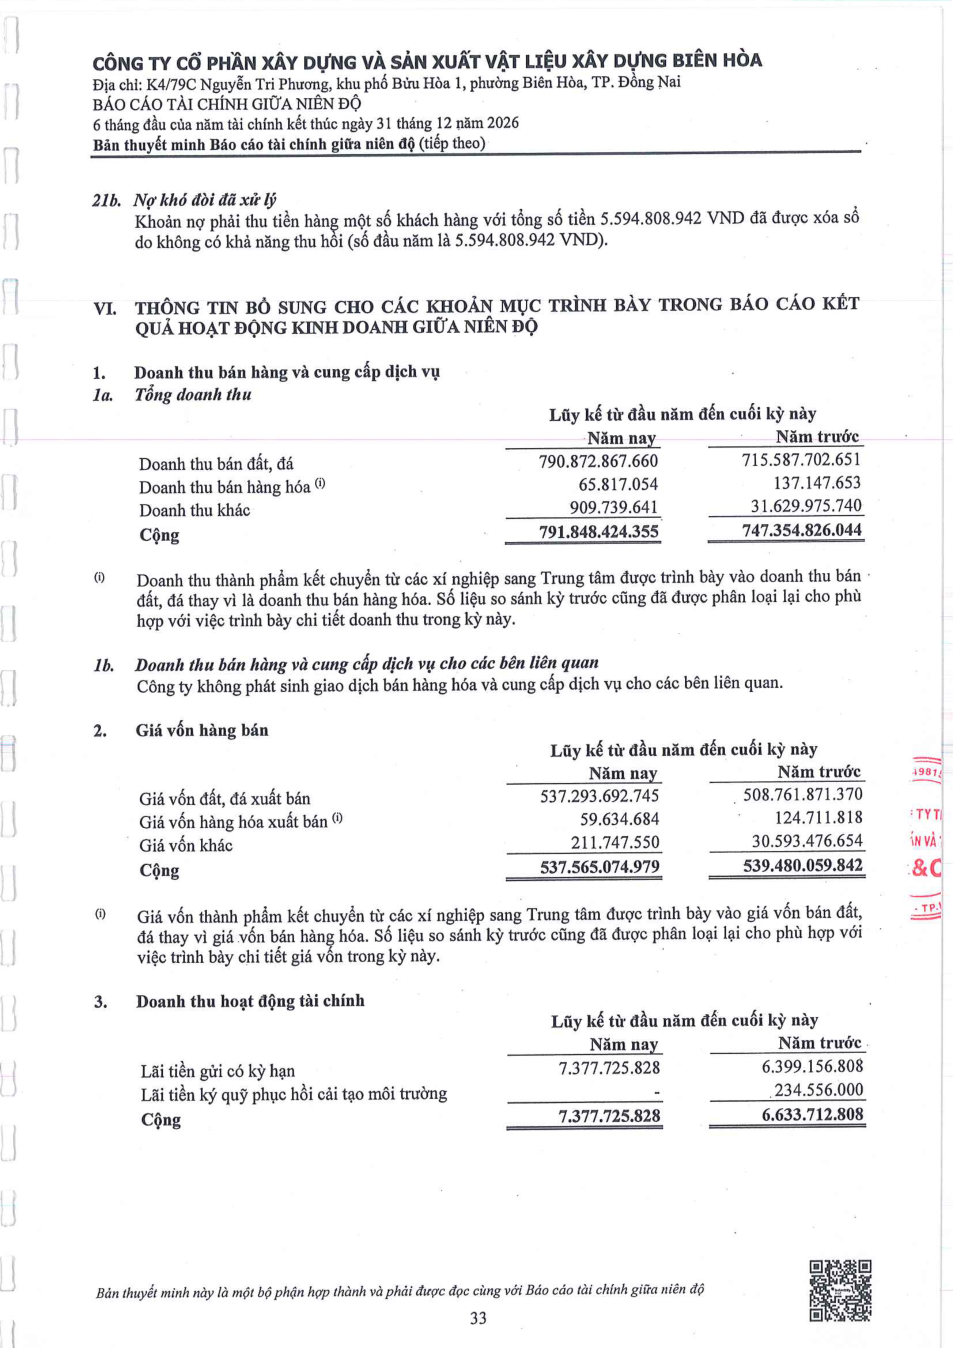 CÔNG TY CỔ PHẦN XÂY DỰNG VÀ SẢN XUẤT VẬT LIỆU XÂY DỰNG BIÊN HÒA
Địa chỉ: K4/79C Nguyễn Tri Phương, khu phố Bửu Hòa 1, phường Biên Hòa, TP. Đồng Nai
BÁO CÁO TÀI CHÍNH GIỮA NIÊN ĐỘ
6 tháng đầu của năm tài chính kết thúc ngày 31 tháng 12 năm 2026
Bản thuyết minh Báo cáo tài chính giữa niên độ (tiếp theo)
21b. Nợ khó đòi đã xử lý
Khoản nợ phải thu tiền hàng một số khách hàng với tổng số tiền 5.594.808.942 VND đã được xóa sổ
do không có khả năng thu hồi (số đầu năm là 5.594.808.942 VND).
VI. THÔNG TIN BỔ SUNG CHO CÁC KHOẢN MỤC TRÌNH BÀY TRONG BÁO CÁO KẾT
QUẢ HOẠT ĐỘNG KINH DOANH GIỮA NIÊN ĐỘ
1. Doanh thu bán hàng và cung cấp dịch vụ
1a. Tổng doanh thu
Lũy kế từ đầu năm đến cuối kỳ này
Năm nay Năm trước
Doanh thu bán đất, đá 790.872.867.660 715.587.702.651
Doanh thu bán hàng hóa (i) 65.817.054 137.147.653
Doanh thu khác 909.739.641 31.629.975.740
Cộng 791.848.424.355 747.354.826.044
(i) Doanh thu thành phẩm kết chuyển từ các xí nghiệp sang Trung tâm được trình bày vào doanh thu bán
đất, đá thay vì là doanh thu bán hàng hóa. Số liệu so sánh kỳ trước cũng đã được phân loại lại cho phù
hợp với việc trình bày chi tiết doanh thu trong kỳ này.
1b. Doanh thu bán hàng và cung cấp dịch vụ cho các bên liên quan
Công ty không phát sinh giao dịch bán hàng hóa và cung cấp dịch vụ cho các bên liên quan.
2. Giá vốn hàng bán
Lũy kế từ đầu năm đến cuối kỳ này
Năm nay Năm trước
Giá vốn đất, đá xuất bán 537.293.692.745 508.761.871.370
Giá vốn hàng hóa xuất bán (i) 59.634.684 124.711.818
Giá vốn khác 211.747.550 30.593.476.654
Cộng 537.565.074.979 539.480.059.842
(i) Giá vốn thành phẩm kết chuyển từ các xí nghiệp sang Trung tâm được trình bày vào giá vốn bán đất,
đá thay vì giá vốn bán hàng hóa. Số liệu so sánh kỳ trước cũng đã được phân loại lại cho phù hợp với
việc trình bày chi tiết giá vốn trong kỳ này.
3. Doanh thu hoạt động tài chính
Lũy kế từ đầu năm đến cuối kỳ này
Năm nay Năm trước
Lãi tiền gửi có kỳ hạn 7.377.725.828 6.399.156.808
Lãi tiền ký quỹ phục hồi cải tạo môi trường - 234.556.000
Cộng 7.377.725.828 6.633.712.808
Bản thuyết minh này là một bộ phận hợp thành và phải được đọc cùng với Báo cáo tài chính giữa niên độ
33